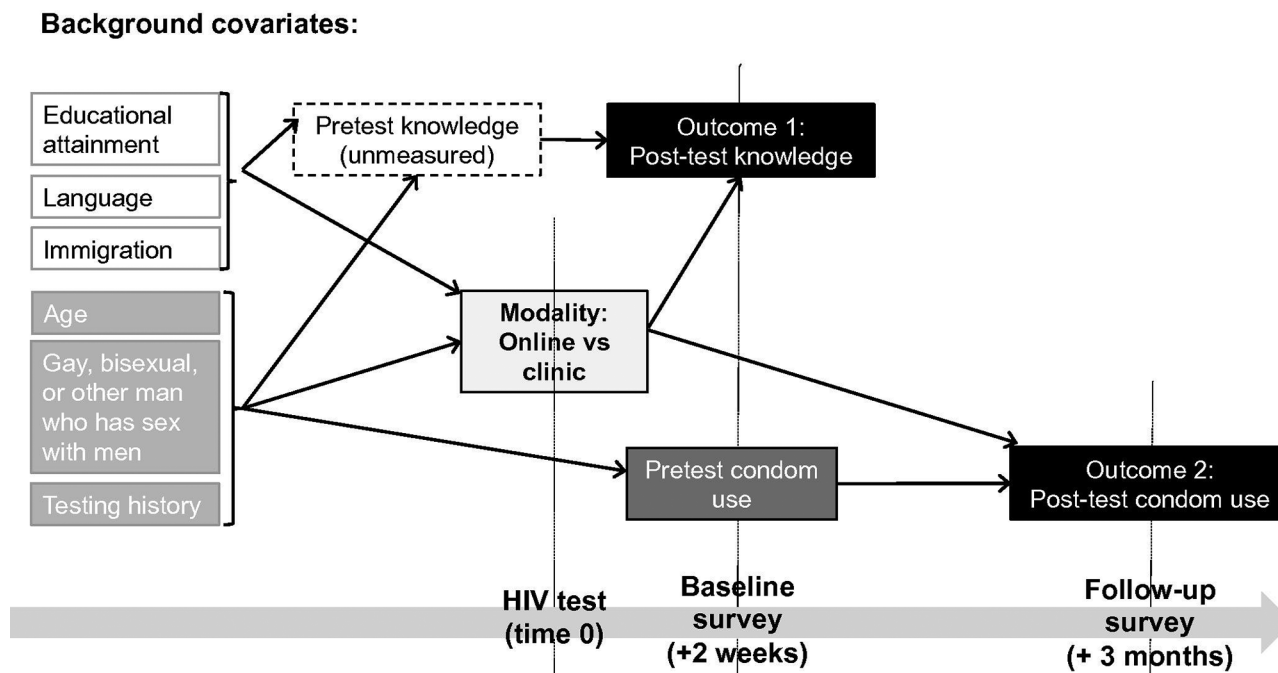 Background covariates:
Educational
attainment
Language
Immigration
Age
Gay, bisexual,
or other man
who has sex
with men
Testing history
Pretest knowledge
(unmeasured)
Outcome 1:
Post-test knowledge
Modality:
Online vs
clinic
Pretest condom
use
Outcome 2:
Post-test condom use
HIV test
(time 0)
Baseline
survey
(+2 weeks)
Follow-up
survey
(+ 3 months)